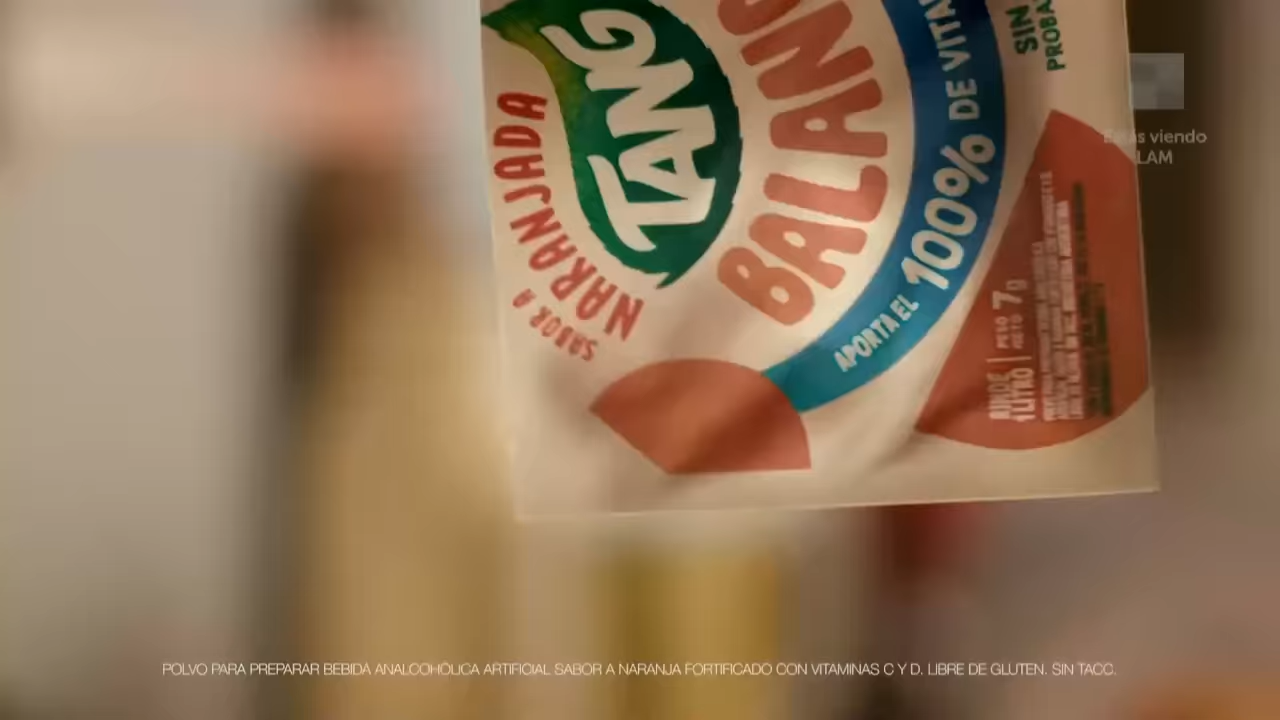 TANG
SABOR A
NARANJADA
BALANC
APORTA EL 100% DE VITA
SIN
PROBA
RINDE
1 LITRO
PESO
NETO 7g
Estás viendo
LAM
POLVO PARA PREPARAR BEBIDA ANALCOHÓLICA ARTIFICIAL SABOR A NARANJA FORTIFICADO CON VITAMINAS C Y D. LIBRE DE GLUTEN. SIN TACC.